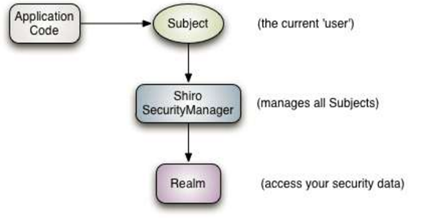 Application
Code
Subject
(the current 'user')
Shiro
SecurityManager
(manages all Subjects)
Realm
(access your security data)